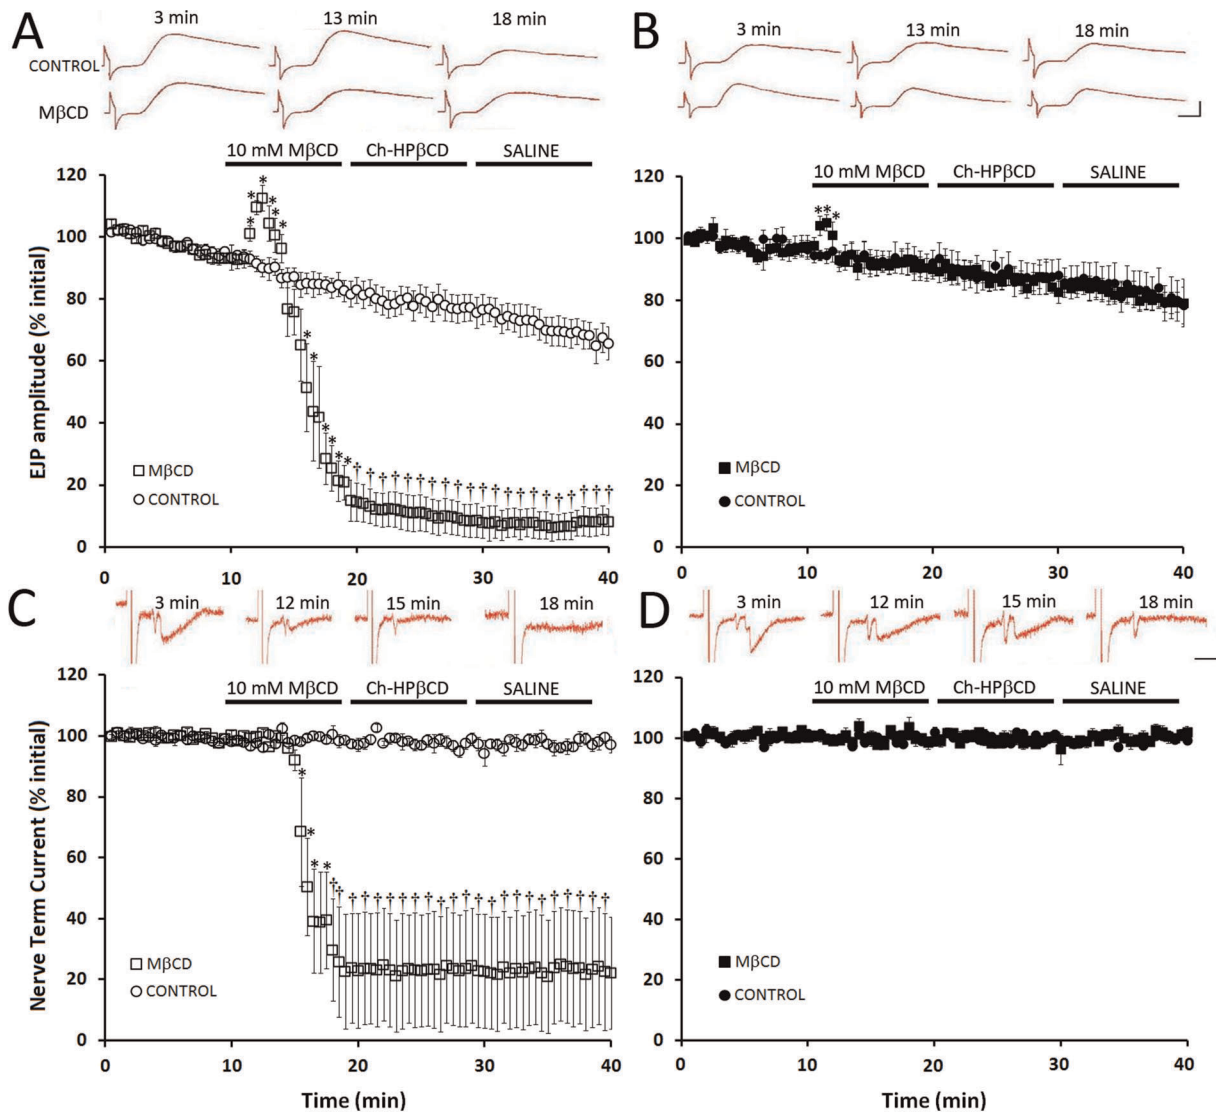 A
3 min
13 min
18 min
CONTROL
MβCD
10 mM MβCD
Ch-HPβCD
SALINE
120
100
80
60
40
20
0
EJP amplitude (% initial)
* * * * * *
* * * * * *
† † † † † † † † † † † † † † † † † † † †
MβCD
CONTROL
0
10
20
30
40
B
3 min
13 min
18 min
10 mM MβCD
Ch-HPβCD
SALINE
120
100
80
60
40
20
0
* * *
MβCD
CONTROL
0
10
20
30
40
C
3 min
12 min
15 min
18 min
10 mM MβCD
Ch-HPβCD
SALINE
120
100
80
60
40
20
0
Nerve Term Current (% initial)
* * * *
† † † † † † † † † † † † † † † † † † † † † † †
MβCD
CONTROL
0
10
20
30
40
Time (min)
D
3 min
12 min
15 min
18 min
10 mM MβCD
Ch-HPβCD
SALINE
120
100
80
60
40
20
0
MβCD
CONTROL
0
10
20
30
40
Time (min)